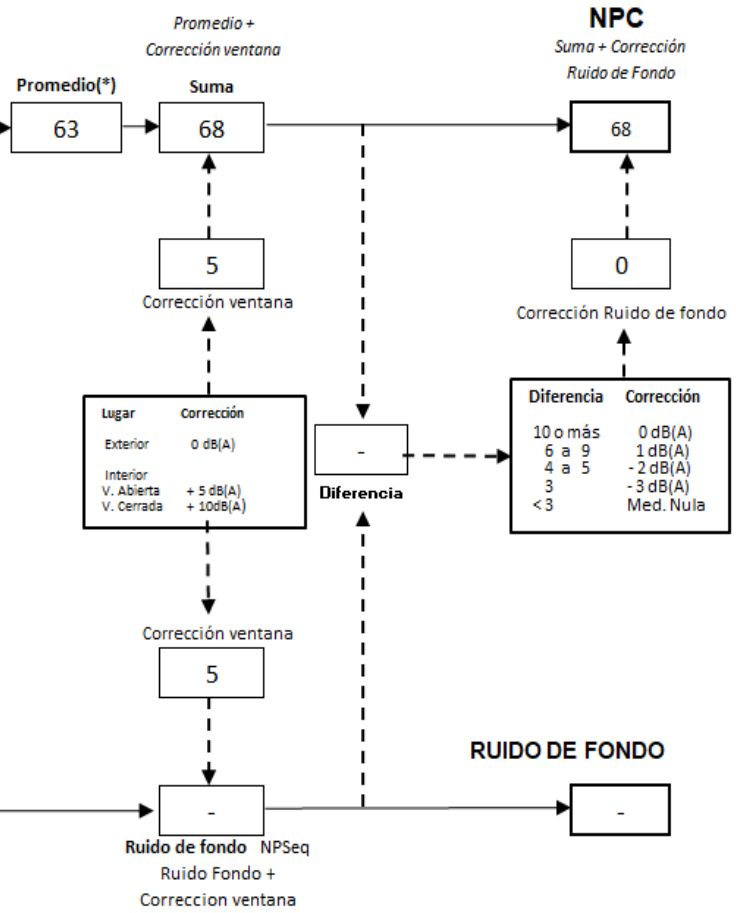 Promedio +
Corrección ventana
NPC
Suma + Corrección
Ruido de Fondo
Promedio(*)
Suma
63
68
68
5
Corrección ventana
0
Corrección Ruido de fondo
Lugar Corrección
Exterior 0 dB(A)
Interior
V. Abierta + 5 dB(A)
V. Cerrada + 10dB(A)
-
Diferencia
Diferencia Corrección
10 o más 0 dB(A)
6 a 9 1 dB(A)
4 a 5 - 2 dB(A)
3 - 3 dB(A)
< 3 Med. Nula
Corrección ventana
5
RUIDO DE FONDO
-
-
Ruido de fondo NPSeq
Ruido Fondo +
Correccion ventana